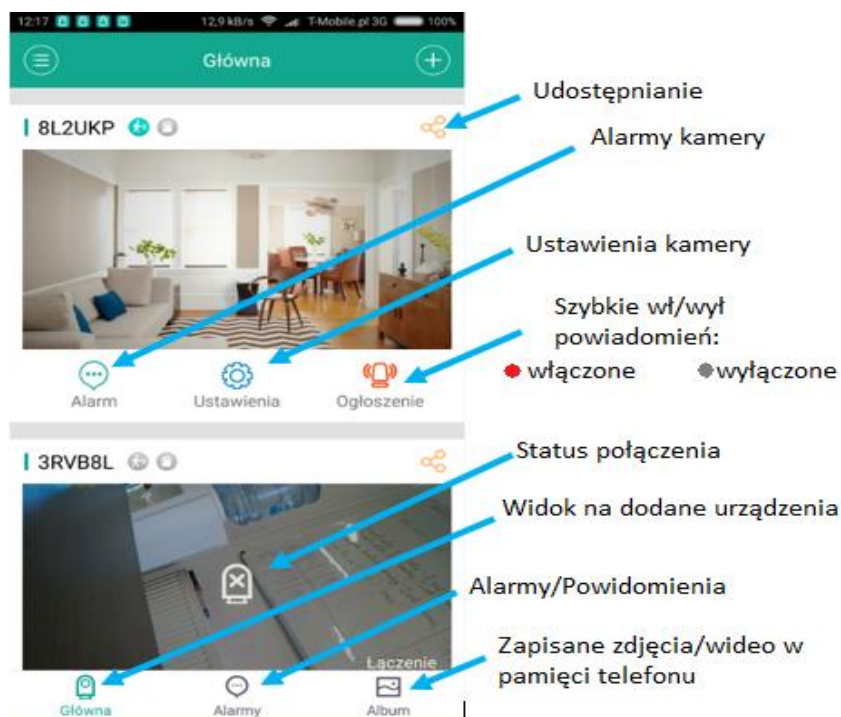 12:17 12,9 kB/s T-Mobile.pl 3G 100%
Główna
Udostępnianie
8L2UKP
Alarmy kamery
Ustawienia kamery
Szybkie wł/wył
powiadomień:
włączone wyłączone
Alarm Ustawienia Ogłoszenie
3RVB8L
Status połączenia
Widok na dodane urządzenia
Alarmy/Powidomienia
Zapisane zdjęcia/wideo w
pamięci telefonu
Łączenie
Główna Alarmy Album